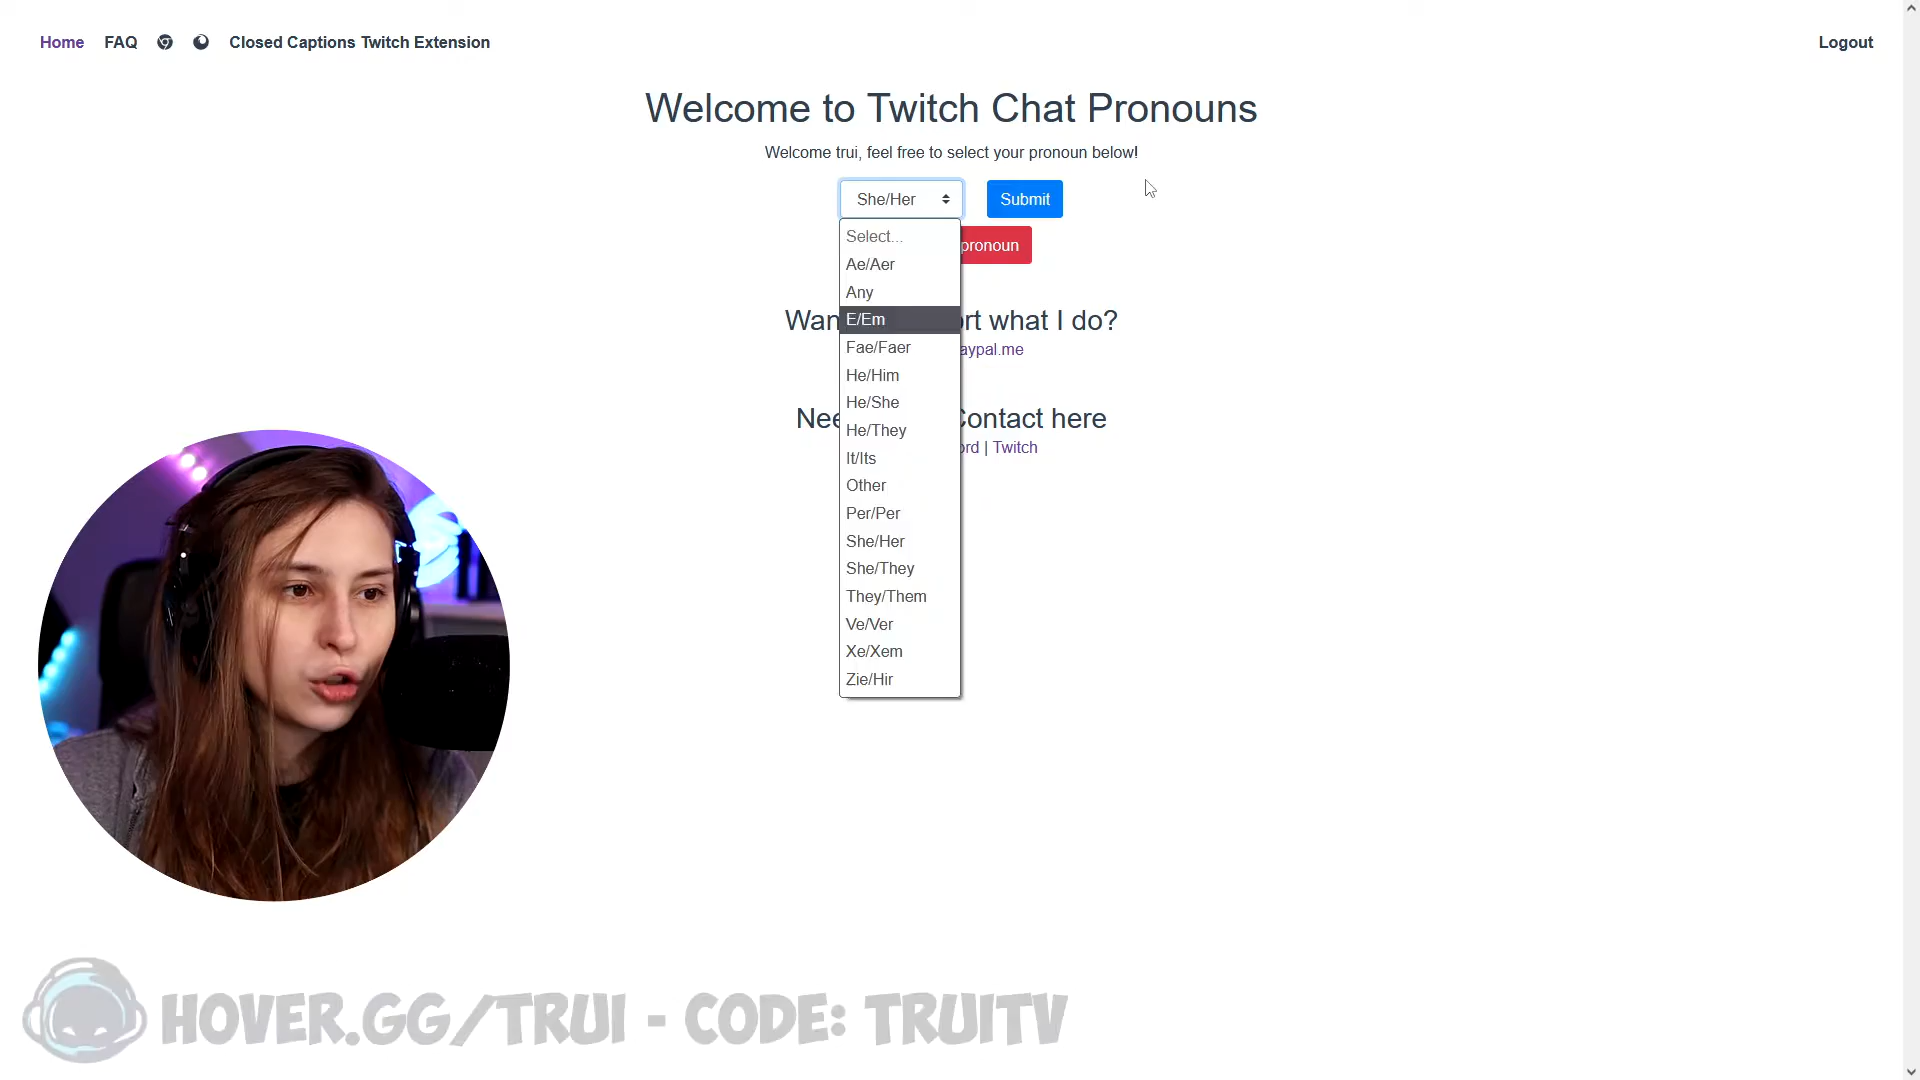 Home FAQ Closed Captions Twitch Extension Logout
Welcome to Twitch Chat Pronouns
Welcome trui, feel free to select your pronoun below!
She/Her Submit
Select...
pronoun
Ae/Aer
Any
E/Em
Wan rt what I do?
Fae/Faer
aypal.me
He/Him
He/She
Nee Contact here
He/They
ord | Twitch
It/Its
Other
Per/Per
She/Her
She/They
They/Them
Ve/Ver
Xe/Xem
Zie/Hir
HOVER.GG/TRUI - CODE: TRUITV